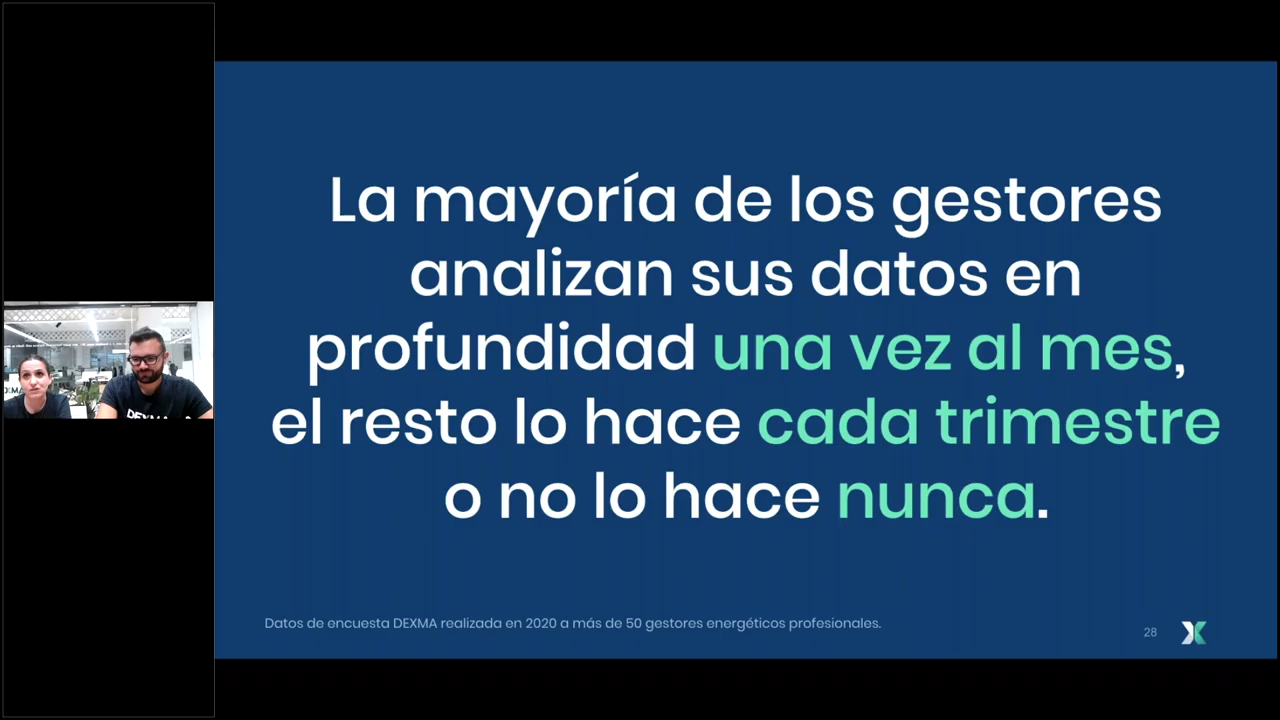 La mayoría de los gestores
analizan sus datos en
profundidad una vez al mes,
el resto lo hace cada trimestre
o no lo hace nunca.
Datos de encuesta DEXMA realizada en 2020 a más de 50 gestores energéticos profesionales.
28
DEXMA